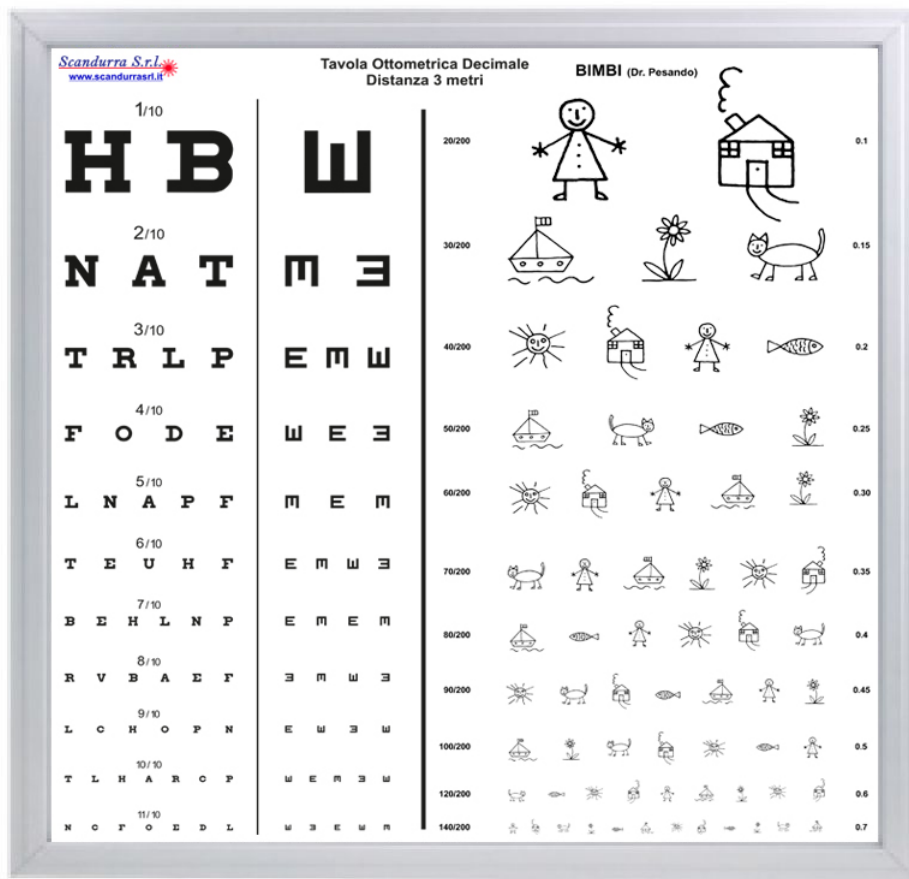 Scandurra S.r.l.
www.scandurrasrl.it
Tavola Ottometrica Decimale
Distanza 3 metri
BIMBI (Dr. Pesando)
1/10
H B
2/10
N A T
3/10
T R L P
4/10
F O D E
5/10
L N A P F
6/10
T E U H F
7/10
B E H L N P
8/10
R V B A E F
9/10
L C H O P N
10/10
T L H A R C P
11/10
N C F O E D L
E
E E
E E E
E E E
E E E
E E E E
E E E E
E E E E
E E E E
E E E E E
E E E E
20/200 0.1
30/200 0.15
40/200 0.2
50/200 0.25
60/200 0.30
70/200 0.35
80/200 0.4
90/200 0.45
100/200 0.5
120/200 0.6
140/200 0.7